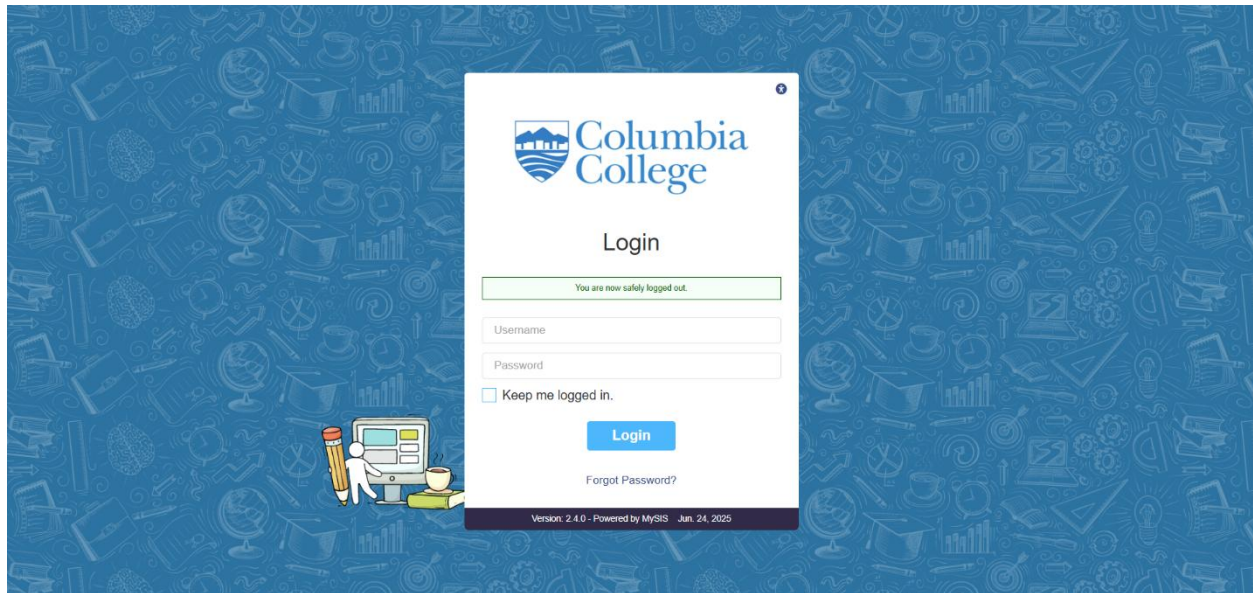 Columbia
College
Login
You are now safely logged out.
Username
Password
Keep me logged in.
Login
Forgot Password?
Version: 2.4.0 - Powered by MySIS Jun. 24, 2025